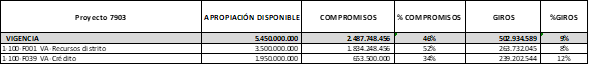 Proyecto 7903 APROPIACIÓN DISPONIBLE COMPROMISOS % COMPROMISOS GIROS %GIROS
VIGENCIA 5.450.000.000 2.487.748.456 46% 502.934.589 9%
1-100-F001 VA-Recursos distrito 3.500.000.000 1.834.248.456 52% 263.732.045 8%
1-100-F039 VA-Crédito 1.950.000.000 653.500.000 34% 239.202.544 12%